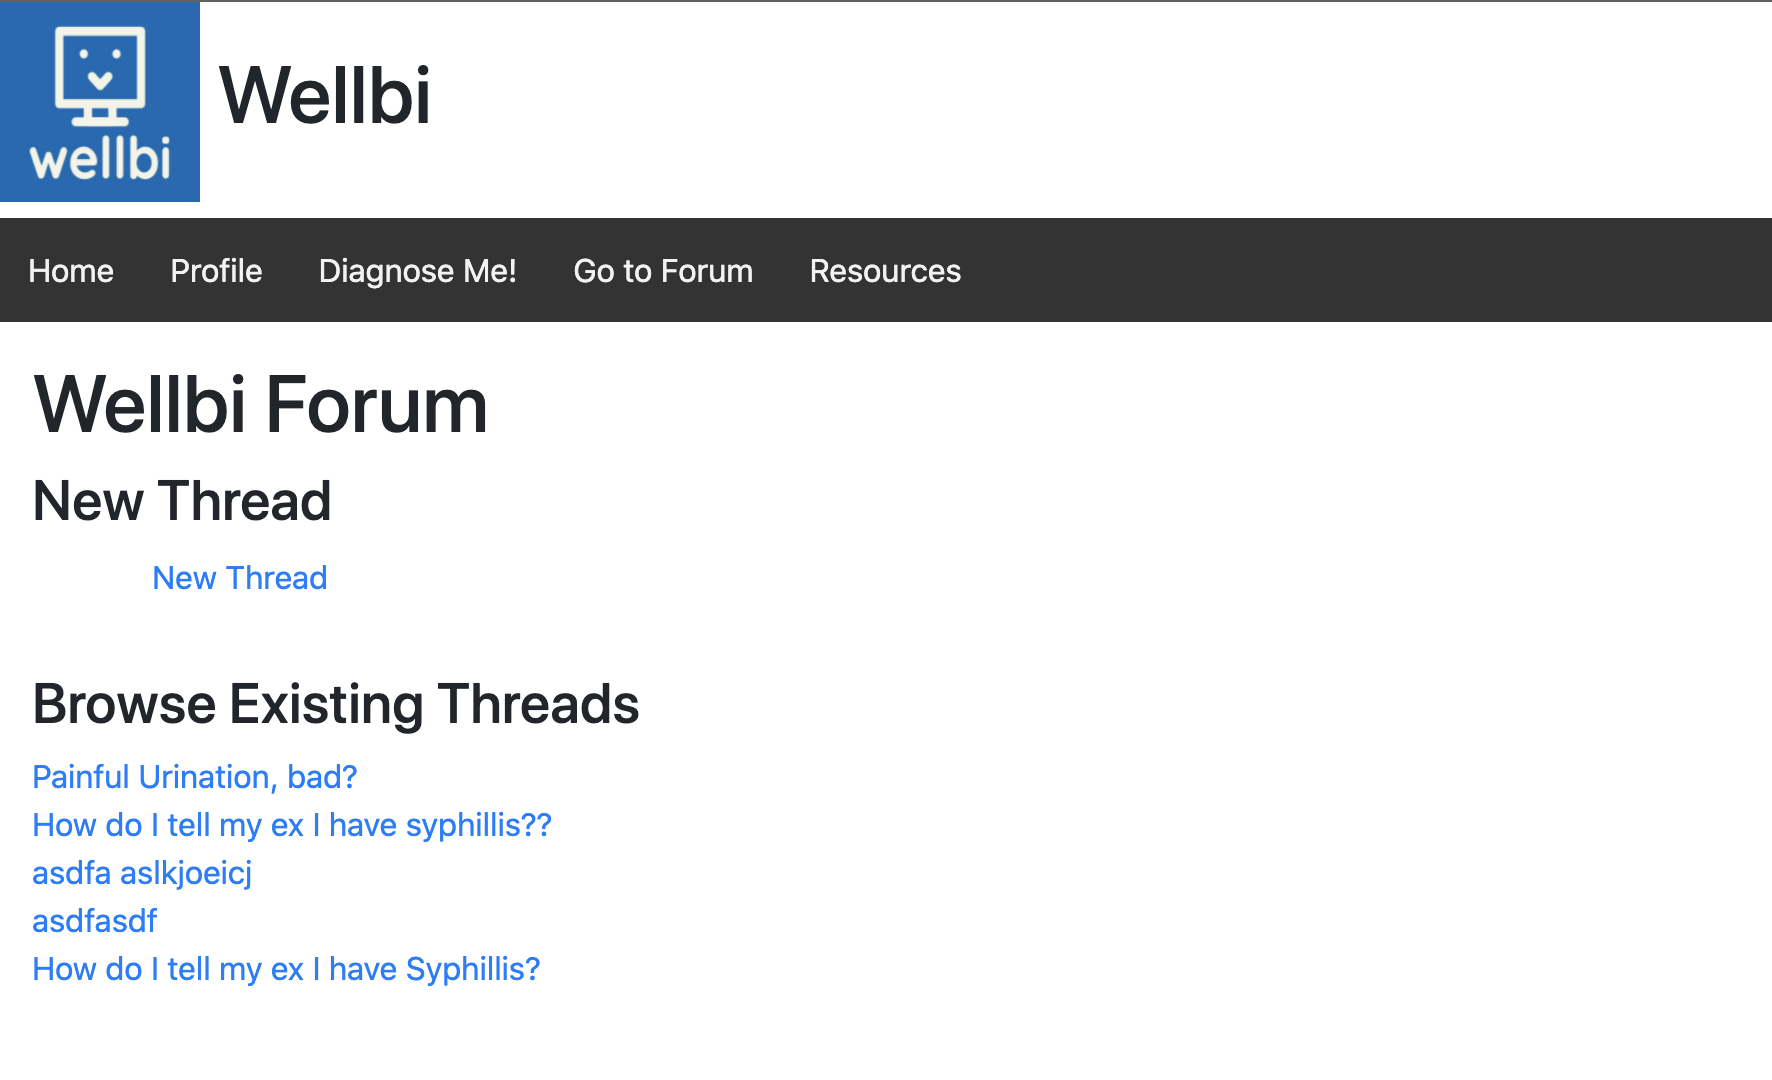 wellbi
Wellbi
Home Profile Diagnose Me! Go to Forum Resources
Wellbi Forum
New Thread
New Thread
Browse Existing Threads
Painful Urination, bad?
How do I tell my ex I have syphillis??
asdfa aslkjoeicj
asdfasdf
How do I tell my ex I have Syphillis?